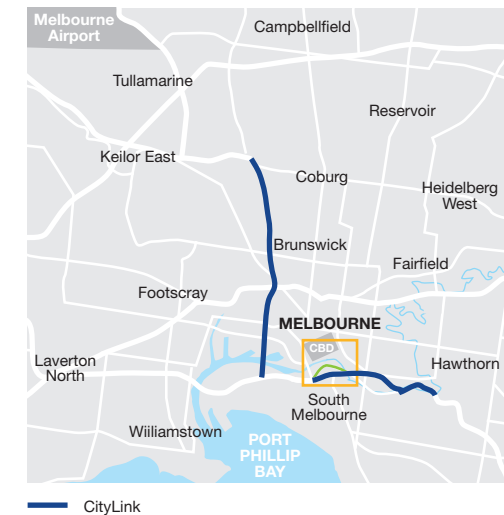 Melbourne
Airport
Campbellfield
Tullamarine
Reservoir
Keilor East
Coburg
Heidelberg
West
Brunswick
Fairfield
Footscray
MELBOURNE
CBD
Laverton
North
Hawthorn
South
Melbourne
Wiiliamstown
PORT
PHILLIP
BAY
CityLink